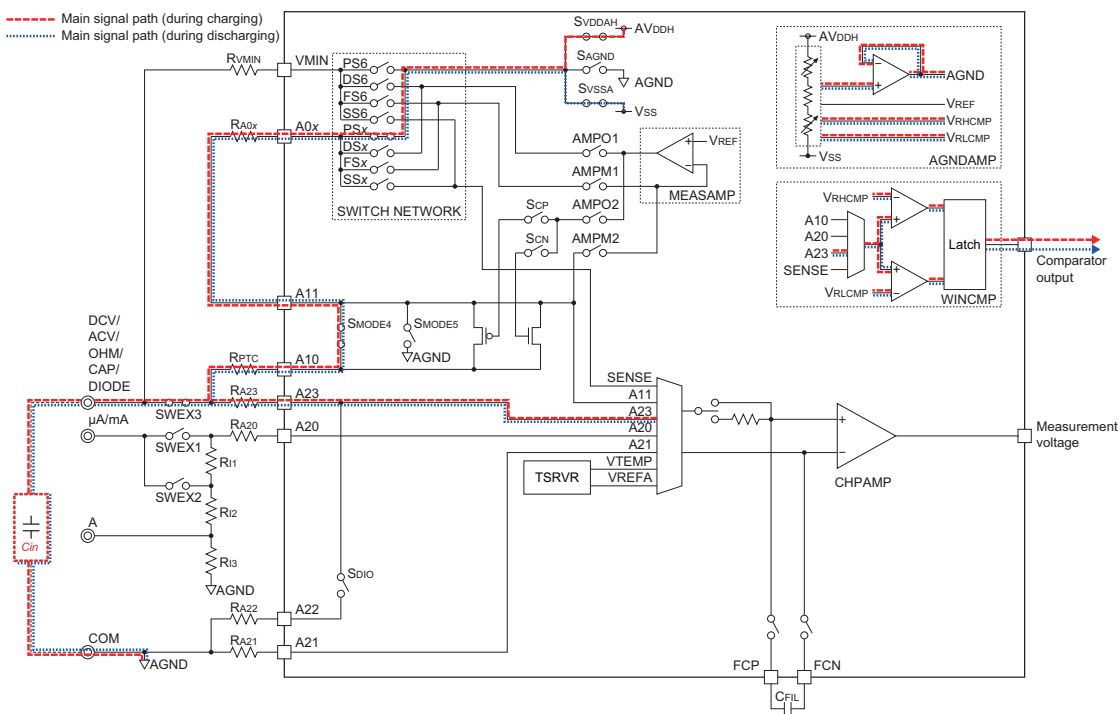 Main signal path (during charging)
Main signal path (during discharging)
RVMIN
VMIN
PS6
DS6
FS6
SS6
PSx
DSx
FSx
SSx
SWITCH NETWORK
RA0x
A0x
SVDDAH
AVDDH
SAGND
AGND
SVSSA
VSS
AMPO1
AMPM1
AMPO2
AMPM2
VREF
MEASAMP
SCP
SCN
AVDDH
AGND
VREF
VRHCMP
VRLCMP
VSS
AGNDAMP
VRHCMP
A10
A20
A23
SENSE
VRLCMP
Latch
WINCMP
Comparator
output
A11
SMODE4
SMODE5
AGND
DCV/
ACV/
OHM/
CAP/
DIODE
RPTC
A10
RA23
A23
SWEX3
µA/mA
SWEX1
RA20
A20
RI1
SWEX2
RI2
A
RI3
AGND
Cin
SENSE
A11
A23
A20
A21
VTEMP
VREFA
TSRVR
CHPAMP
Measurement
voltage
SDIO
RA22
A22
COM
RA21
A21
AGND
FCP
FCN
CFIL